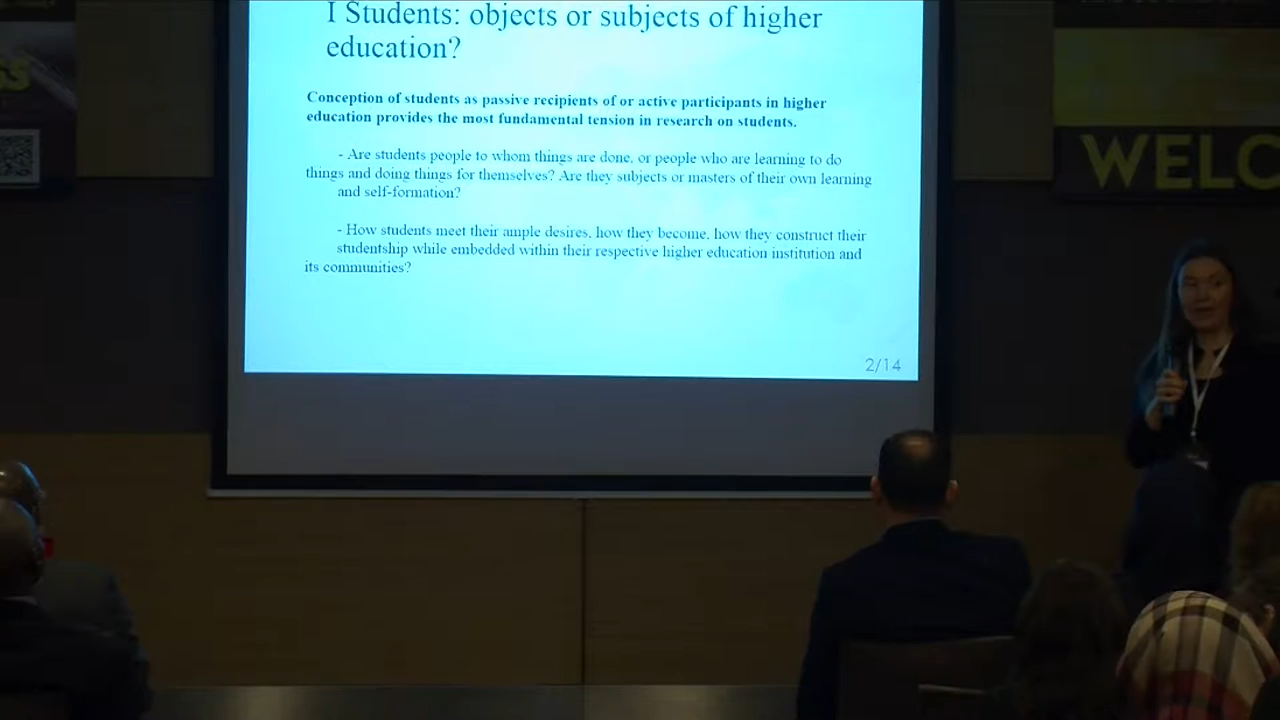 I Students: objects or subjects of higher
education?
Conception of students as passive recipients of or active participants in higher
education provides the most fundamental tension in research on students.
- Are students people to whom things are done, or people who are learning to do
things and doing things for themselves? Are they subjects or masters of their own learning
and self-formation?
- How students meet their ample desires, how they become, how they construct their
studentship while embedded within their respective higher education institution and
its communities?
2/14
WELC